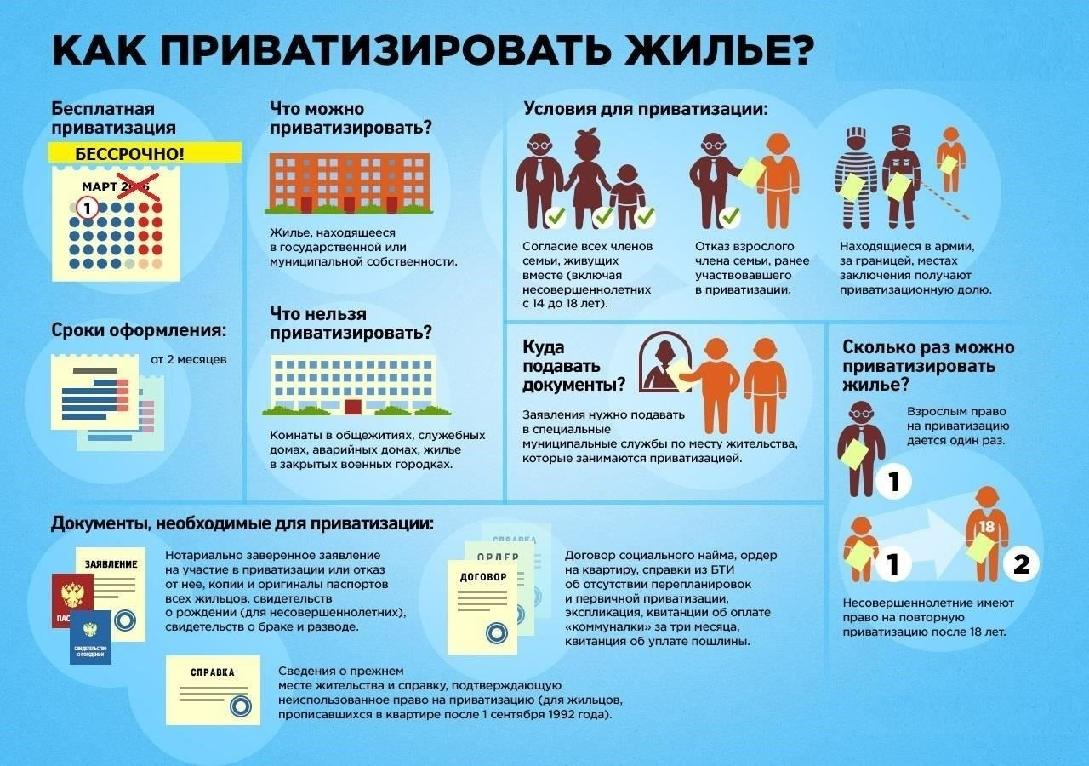 КАК ПРИВАТИЗИРОВАТЬ ЖИЛЬЕ?
Бесплатная
приватизация
БЕССРОЧНО!
МАРТ
1
Сроки оформления:
от 2 месяцев
Что можно
приватизировать?
Жилье, находящееся
в государственной или
муниципальной собственности.
Что нельзя
приватизировать?
Комнаты в общежитиях, служебных
домах, аварийных домах, жилье
в закрытых военных городках.
Условия для приватизации:
Согласие всех членов
семьи, живущих
вместе (включая
несовершеннолетних
с 14 до 18 лет).
Отказ взрослого
члена семьи, ранее
участвовавшего
в приватизации.
Находящиеся в армии,
за границей, местах
заключения получают
приватизационную долю.
Куда
подавать
документы?
Заявления нужно подавать
в специальные
муниципальные службы по месту жительства,
которые занимаются приватизацией.
Сколько раз можно
приватизировать
жилье?
Взрослым право
на приватизацию
дается один раз.
1
1
18
2
Несовершеннолетние имеют
право на повторную
приватизацию после 18 лет.
Документы, необходимые для приватизации:
ЗАЯВЛЕНИЕ
Нотариально заверенное заявление
на участие в приватизации или отказ
от нее, копии и оригиналы паспортов
всех жильцов, свидетельств
о рождении (для несовершеннолетних),
свидетельств о браке и разводе.
СПРАВКА
ОРДЕР
ДОГОВОР
Договор социального найма, ордер
на квартиру, справки из БТИ
об отсутствии перепланировок
и первичной приватизации,
экспликация, квитанции об оплате
«коммуналки» за три месяца,
квитанция об уплате пошлины.
СПРАВКА
Сведения о прежнем
месте жительства и справку, подтверждающую
неиспользованное право на приватизацию (для жильцов,
прописавшихся в квартире после 1 сентября 1992 года).